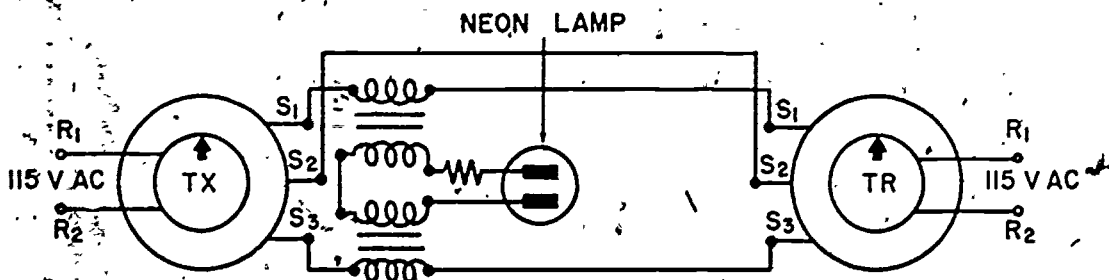 NEON LAMP
S1
S1
R1
R1
S2
S2
115 V AC
TX
TR
115 V AC
S3
S3
R2
R2